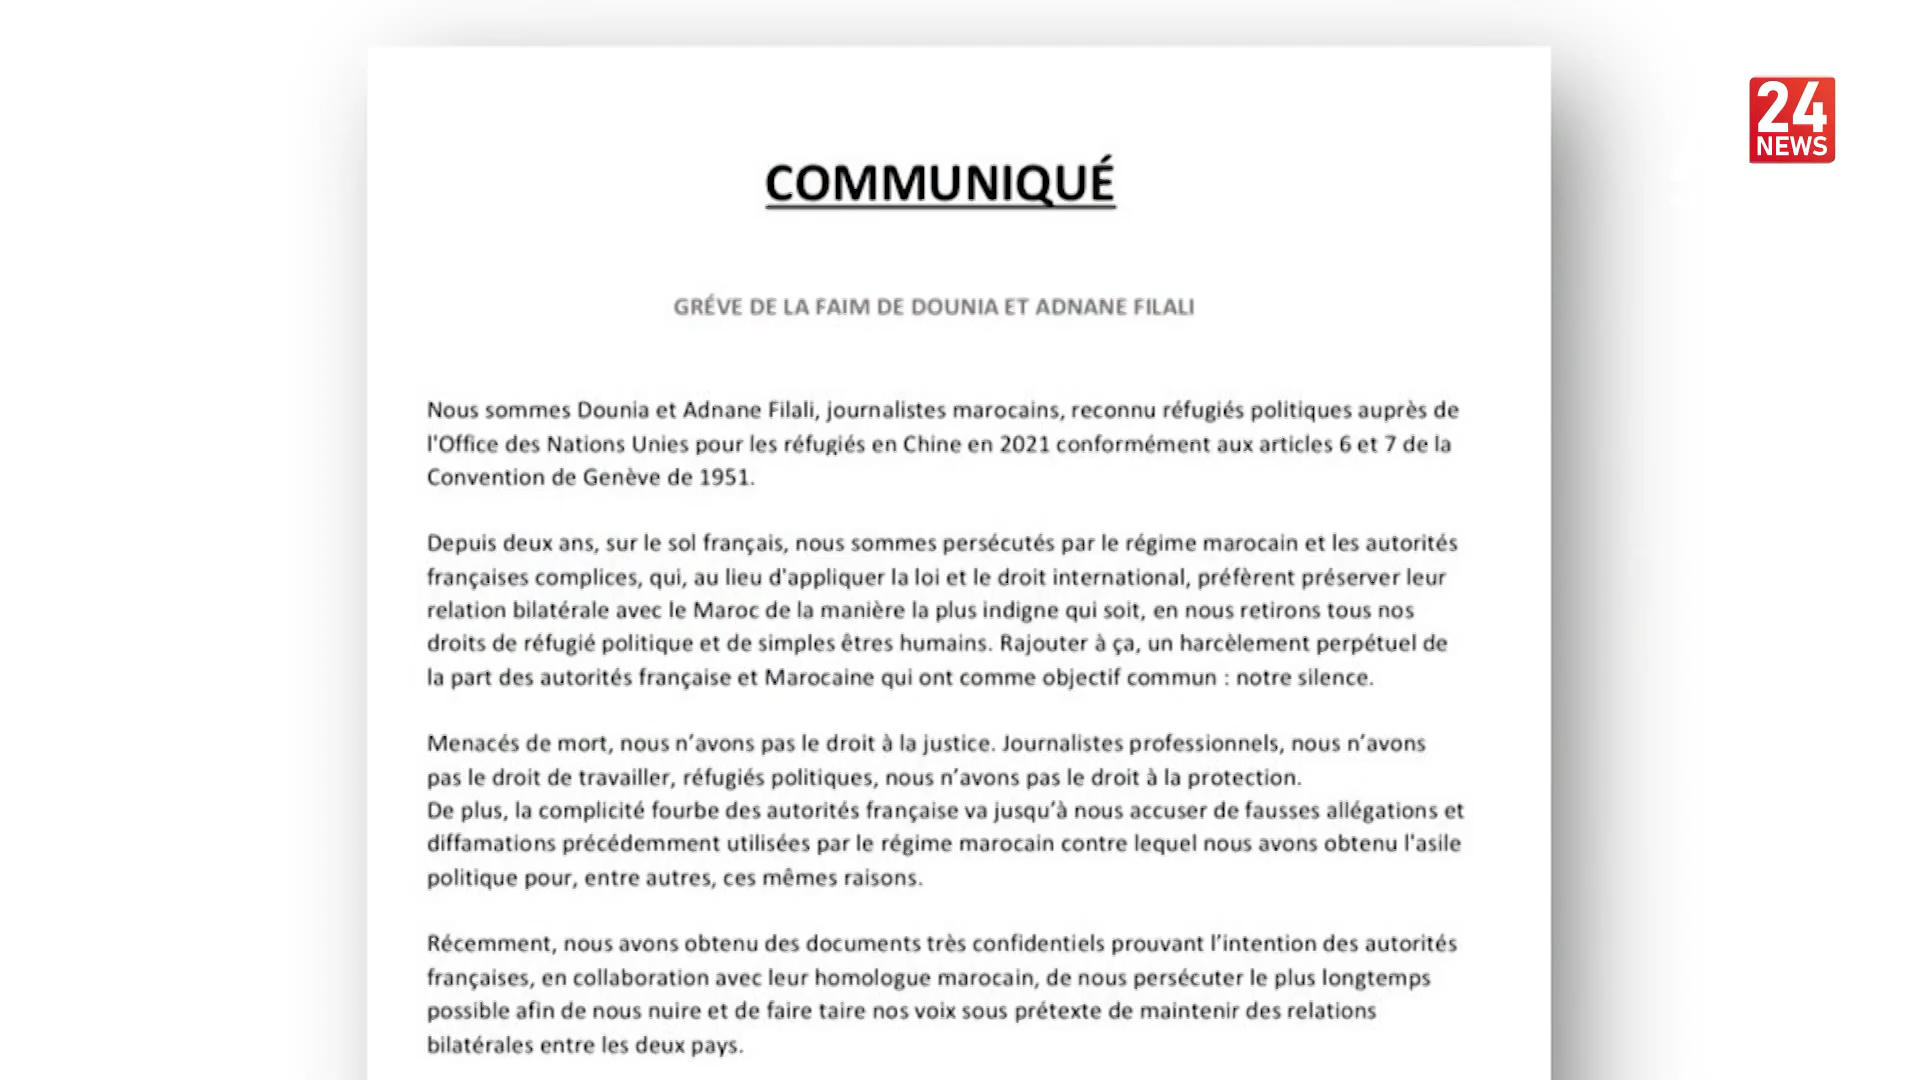 24
NEWS
COMMUNIQUÉ
GRÉVE DE LA FAIM DE DOUNIA ET ADNANE FILALI
Nous sommes Dounia et Adnane Filali, journalistes marocains, reconnu réfugiés politiques auprès de
l'Office des Nations Unies pour les réfugiés en Chine en 2021 conformément aux articles 6 et 7 de la
Convention de Genève de 1951.
Depuis deux ans, sur le sol français, nous sommes persécutés par le régime marocain et les autorités
françaises complices, qui, au lieu d'appliquer la loi et le droit international, préfèrent préserver leur
relation bilatérale avec le Maroc de la manière la plus indigne qui soit, en nous retirons tous nos
droits de réfugié politique et de simples êtres humains. Rajouter à ça, un harcèlement perpétuel de
la part des autorités française et Marocaine qui ont comme objectif commun : notre silence.
Menacés de mort, nous n’avons pas le droit à la justice. Journalistes professionnels, nous n’avons
pas le droit de travailler, réfugiés politiques, nous n’avons pas le droit à la protection.
De plus, la complicité fourbe des autorités française va jusqu’à nous accuser de fausses allégations et
diffamations précédemment utilisées par le régime marocain contre lequel nous avons obtenu l'asile
politique pour, entre autres, ces mêmes raisons.
Récemment, nous avons obtenu des documents très confidentiels prouvant l’intention des autorités
françaises, en collaboration avec leur homologue marocain, de nous persécuter le plus longtemps
possible afin de nous nuire et de faire taire nos voix sous prétexte de maintenir des relations
bilatérales entre les deux pays.